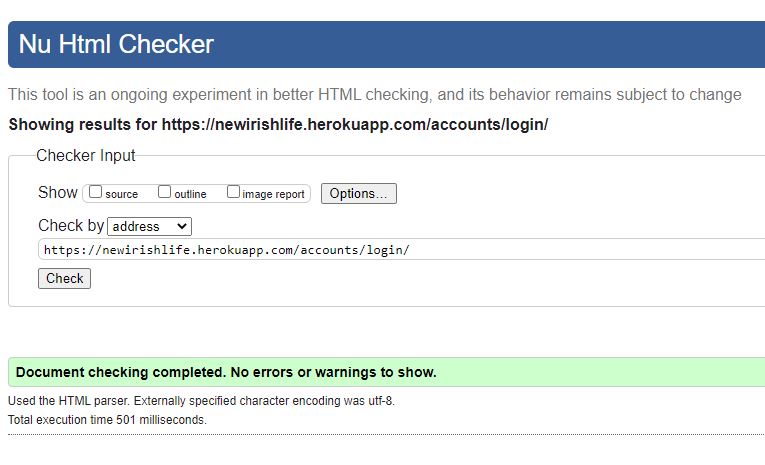 Nu Html Checker
This tool is an ongoing experiment in better HTML checking, and its behavior remains subject to change
Showing results for https://newirishlife.herokuapp.com/accounts/login/
Checker Input
Show source outline image report Options...
Check by address
https://newirishlife.herokuapp.com/accounts/login/
Check
Document checking completed. No errors or warnings to show.
Used the HTML parser. Externally specified character encoding was utf-8.
Total execution time 501 milliseconds.